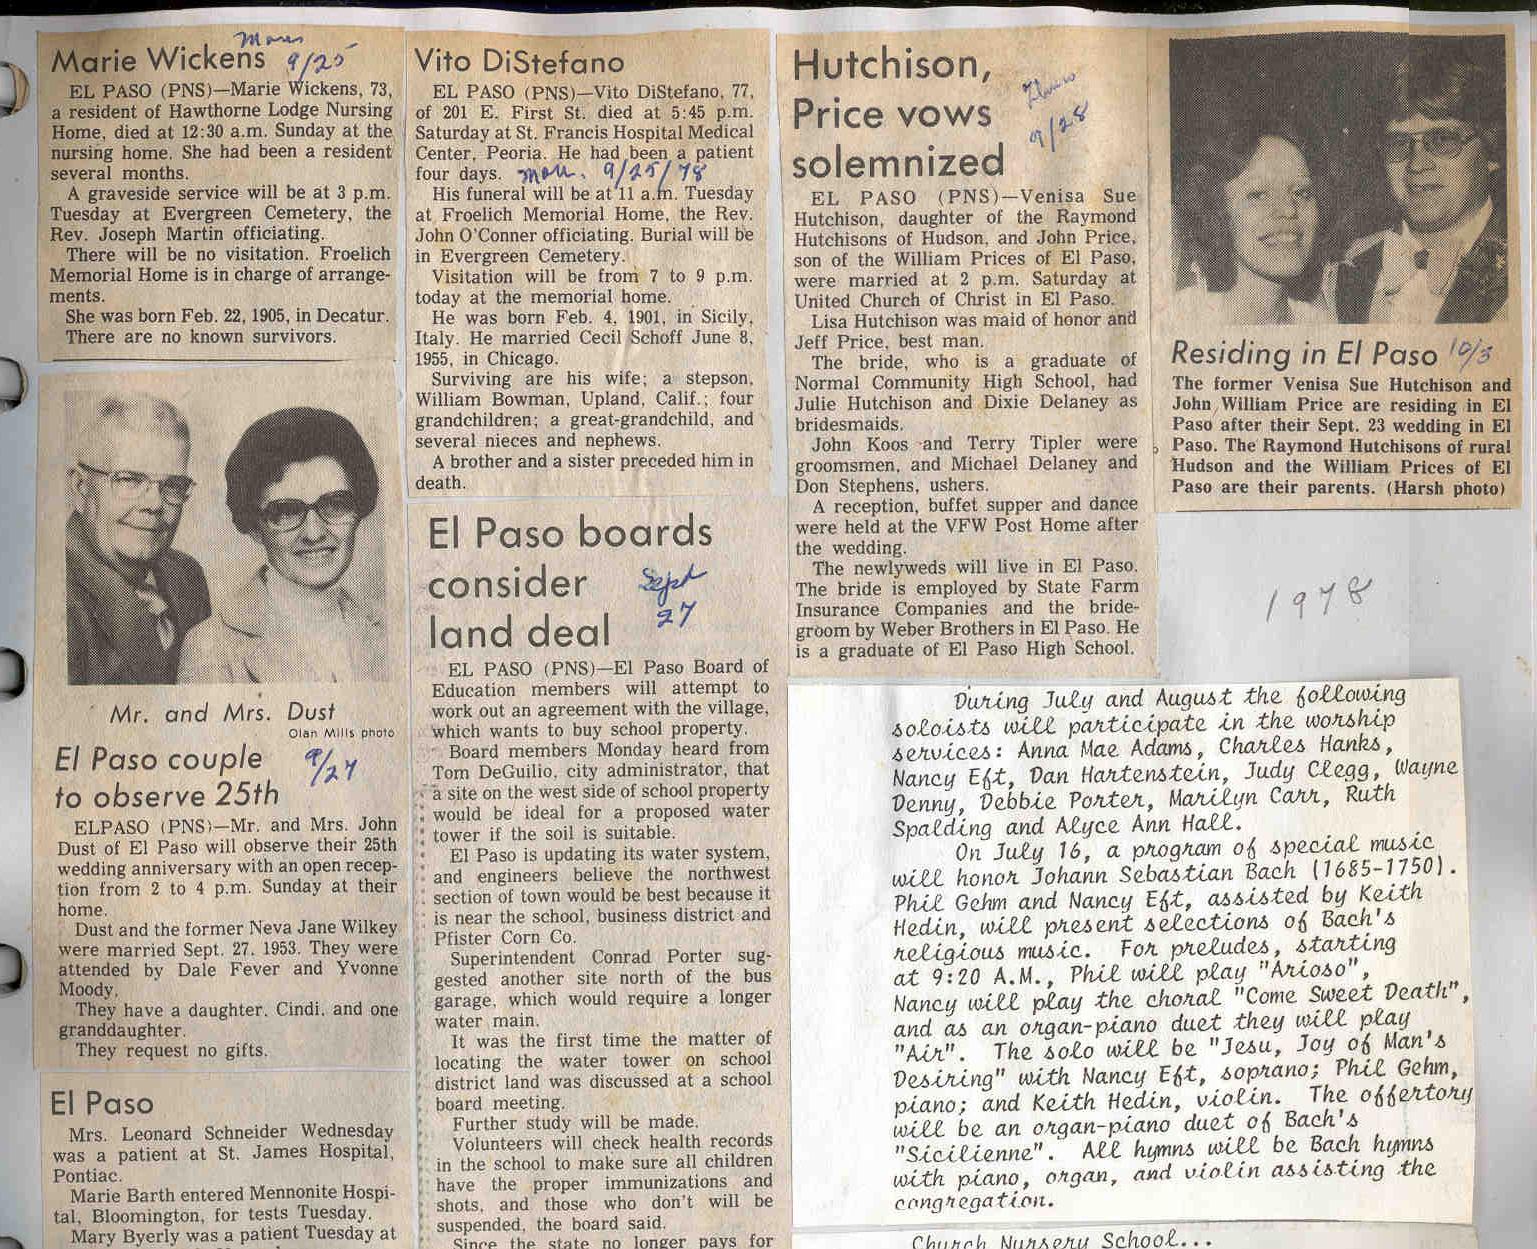 Mon
Marie Wickens 9/25
EL PASO (PNS)—Marie Wickens, 73,
a resident of Hawthorne Lodge Nursing
Home, died at 12:30 a.m. Sunday at the
nursing home. She had been a resident
several months.
A graveside service will be at 3 p.m.
Tuesday at Evergreen Cemetery, the
Rev. Joseph Martin officiating.
There will be no visitation. Froelich
Memorial Home is in charge of arrange-
ments.
She was born Feb. 22, 1905, in Decatur.
There are no known survivors.
Mr. and Mrs. Dust
Olan Mills photo
El Paso couple 9/27
to observe 25th
ELPASO (PNS)—Mr. and Mrs. John
Dust of El Paso will observe their 25th
wedding anniversary with an open recep-
tion from 2 to 4 p.m. Sunday at their
home.
Dust and the former Neva Jane Wilkey
were married Sept. 27, 1953. They were
attended by Dale Fever and Yvonne
Moody.
They have a daughter, Cindi, and one
granddaughter.
They request no gifts.
El Paso
Mrs. Leonard Schneider Wednesday
was a patient at St. James Hospital,
Pontiac.
Marie Barth entered Mennonite Hospi-
tal, Bloomington, for tests Tuesday.
Mary Byerly was a patient Tuesday at
Vito DiStefano
EL PASO (PNS)—Vito DiStefano, 77,
of 201 E. First St. died at 5:45 p.m.
Saturday at St. Francis Hospital Medical
Center, Peoria. He had been a patient
four days. Mon. 9/25/78
His funeral will be at 11 a.m. Tuesday
at Froelich Memorial Home, the Rev.
John O'Conner officiating. Burial will be
in Evergreen Cemetery.
Visitation will be from 7 to 9 p.m.
today at the memorial home.
He was born Feb. 4, 1901, in Sicily,
Italy. He married Cecil Schoff June 8,
1955, in Chicago.
Surviving are his wife; a stepson,
William Bowman, Upland, Calif.; four
grandchildren; a great-grandchild, and
several nieces and nephews.
A brother and a sister preceded him in
death.
El Paso boards
consider Sept
land deal 27
EL PASO (PNS)—El Paso Board of
Education members will attempt to
work out an agreement with the village,
which wants to buy school property.
Board members Monday heard from
Tom DeGuilio, city administrator, that
a site on the west side of school property
would be ideal for a proposed water
tower if the soil is suitable.
El Paso is updating its water system,
and engineers believe the northwest
section of town would be best because it
is near the school, business district and
Pfister Corn Co.
Superintendent Conrad Porter sug-
gested another site north of the bus
garage, which would require a longer
water main.
It was the first time the matter of
locating the water tower on school
district land was discussed at a school
board meeting.
Further study will be made.
Volunteers will check health records
in the school to make sure all children
have the proper immunizations and
shots, and those who don't will be
suspended, the board said.
Since the state no longer pays for
Hutchison,
Price vows Thurs
solemnized 9/28
EL PASO (PNS)—Venisa Sue
Hutchison, daughter of the Raymond
Hutchisons of Hudson, and John Price,
son of the William Prices of El Paso,
were married at 2 p.m. Saturday at
United Church of Christ in El Paso.
Lisa Hutchison was maid of honor and
Jeff Price, best man.
The bride, who is a graduate of
Normal Community High School, had
Julie Hutchison and Dixie Delaney as
bridesmaids.
John Koos and Terry Tipler were
groomsmen, and Michael Delaney and
Don Stephens, ushers.
A reception, buffet supper and dance
were held at the VFW Post Home after
the wedding.
The newlyweds will live in El Paso.
The bride is employed by State Farm
Insurance Companies and the bride-
groom by Weber Brothers in El Paso. He
is a graduate of El Paso High School.
Residing in El Paso 10/3
The former Venisa Sue Hutchison and
John William Price are residing in El
Paso after their Sept. 23 wedding in El
Paso. The Raymond Hutchisons of rural
Hudson and the William Prices of El
Paso are their parents. (Harsh photo)
1978
During July and August the following
soloists will participate in the worship
services: Anna Mae Adams, Charles Hanks,
Nancy Eft, Dan Hartenstein, Judy Clegg, Wayne
Denny, Debbie Porter, Marilyn Carr, Ruth
Spalding and Alyce Ann Hall.
On July 16, a program of special music
will honor Johann Sebastian Bach (1685-1750).
Phil Gehm and Nancy Eft, assisted by Keith
Hedin, will present selections of Bach's
religious music. For preludes, starting
at 9:20 A.M., Phil will play "Arioso",
Nancy will play the choral "Come Sweet Death",
and as an organ-piano duet they will play
"Air". The solo will be "Jesu, Joy of Man's
Desiring" with Nancy Eft, soprano; Phil Gehm,
piano; and Keith Hedin, violin. The offertory
will be an organ-piano duet of Bach's
"Sicilienne". All hymns will be Bach hymns
with piano, organ, and violin assisting the
congregation.
Church Nursery School...